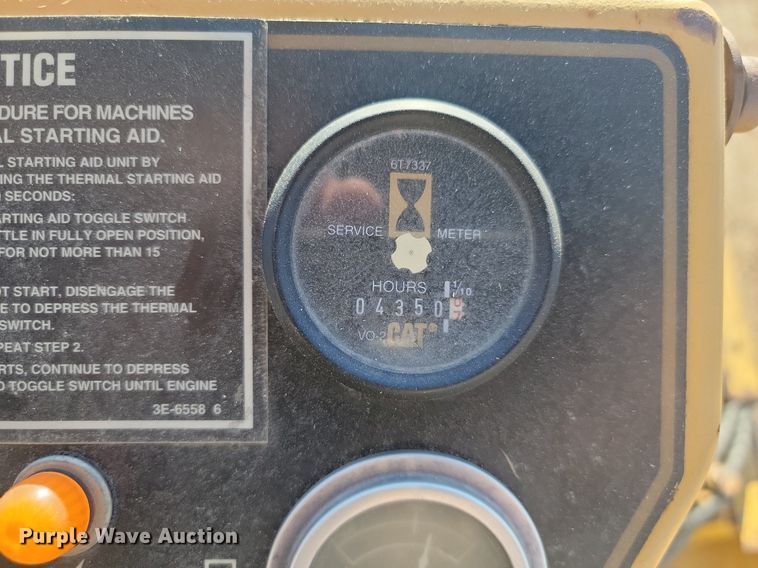 TICE
DURE FOR MACHINES
AL STARTING AID.
L STARTING AID UNIT BY
ING THE THERMAL STARTING AID
SECONDS:
ARTING AID TOGGLE SWITCH
TTLE IN FULLY OPEN POSITION,
FOR NOT MORE THAN 15
OT START, DISENGAGE THE
E TO DEPRESS THE THERMAL
SWITCH.
PEAT STEP 2.
RTS, CONTINUE TO DEPRESS
D TOGGLE SWITCH UNTIL ENGINE
3E-6558 6
6T7337
SERVICE METER
HOURS 1/10
04350
CAT
Purple Wave Auction